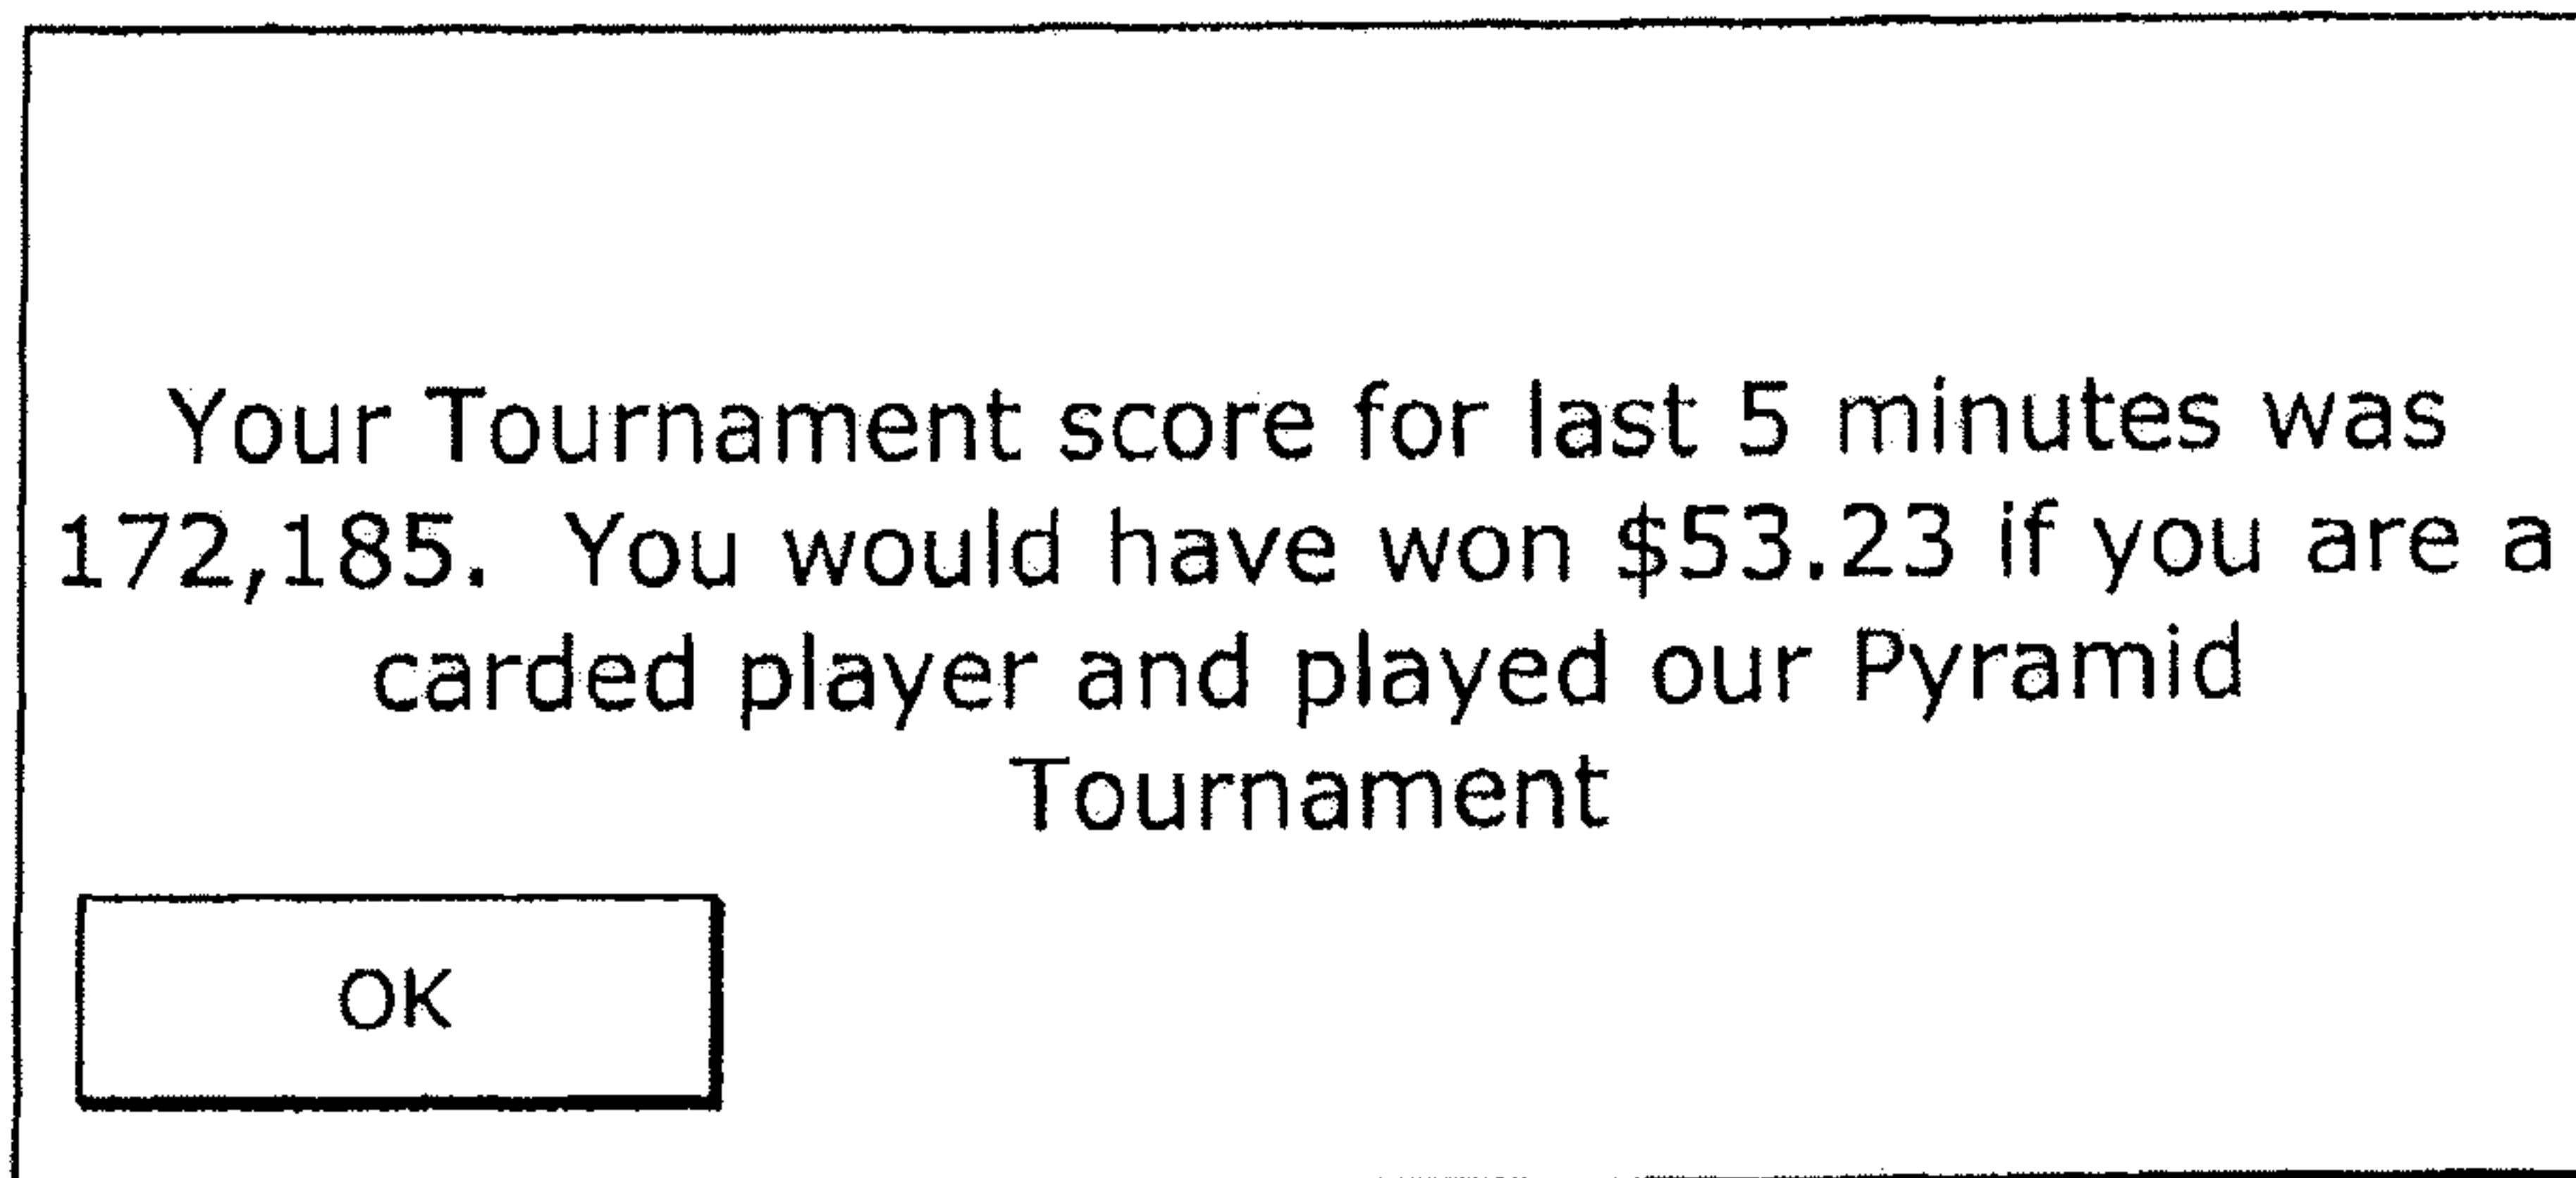 Your Tournament score for last 5 minutes was
172,185.  You would have won $53.23 if you are a
carded player and played our Pyramid
Tournament
OK